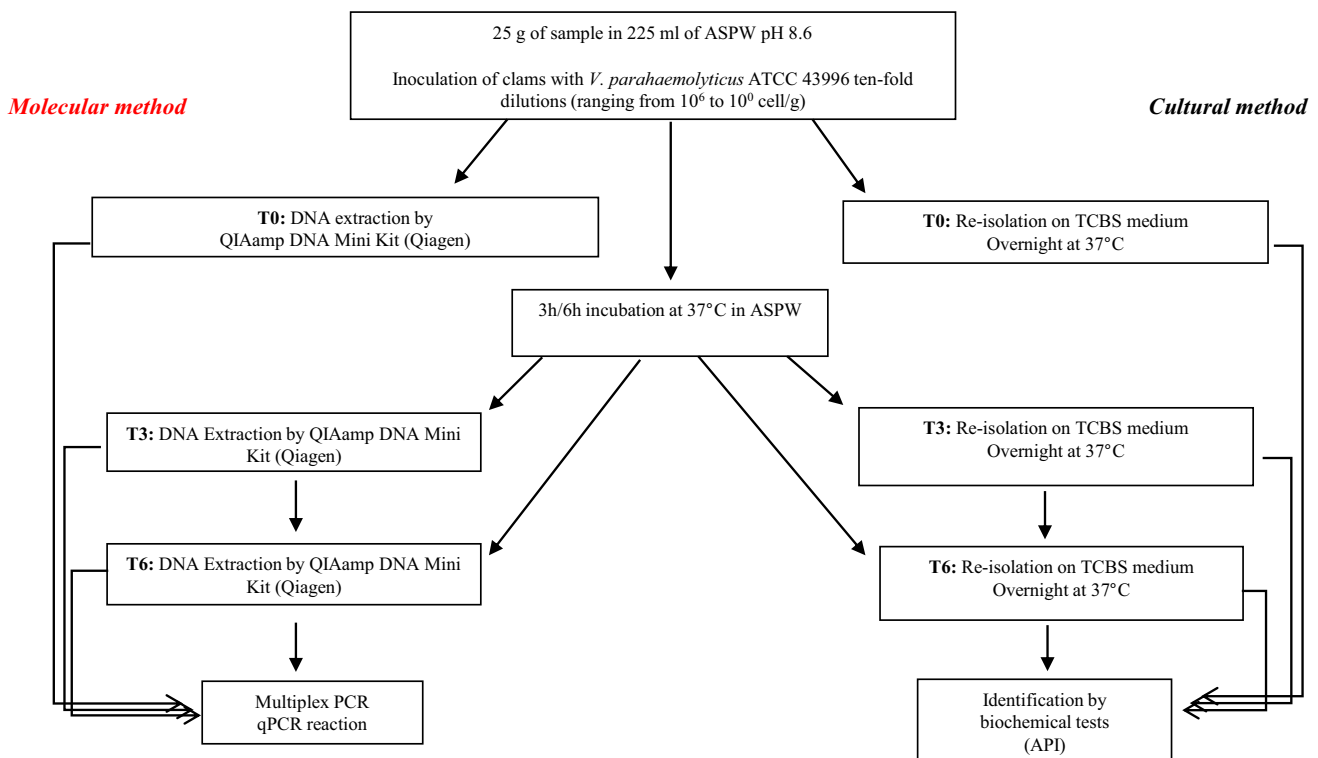 25 g of sample in 225 ml of ASPW pH 8.6
Inoculation of clams with V. parahaemolyticus ATCC 43996 ten-fold
dilutions (ranging from 10⁶ to 10⁰ cell/g)
Molecular method
Cultural method
T0: DNA extraction by
QIAamp DNA Mini Kit (Qiagen)
T0: Re-isolation on TCBS medium
Overnight at 37°C
3h/6h incubation at 37°C in ASPW
T3: DNA Extraction by QIAamp DNA Mini
Kit (Qiagen)
T3: Re-isolation on TCBS medium
Overnight at 37°C
T6: DNA Extraction by QIAamp DNA Mini
Kit (Qiagen)
T6: Re-isolation on TCBS medium
Overnight at 37°C
Multiplex PCR
qPCR reaction
Identification by
biochemical tests
(API)